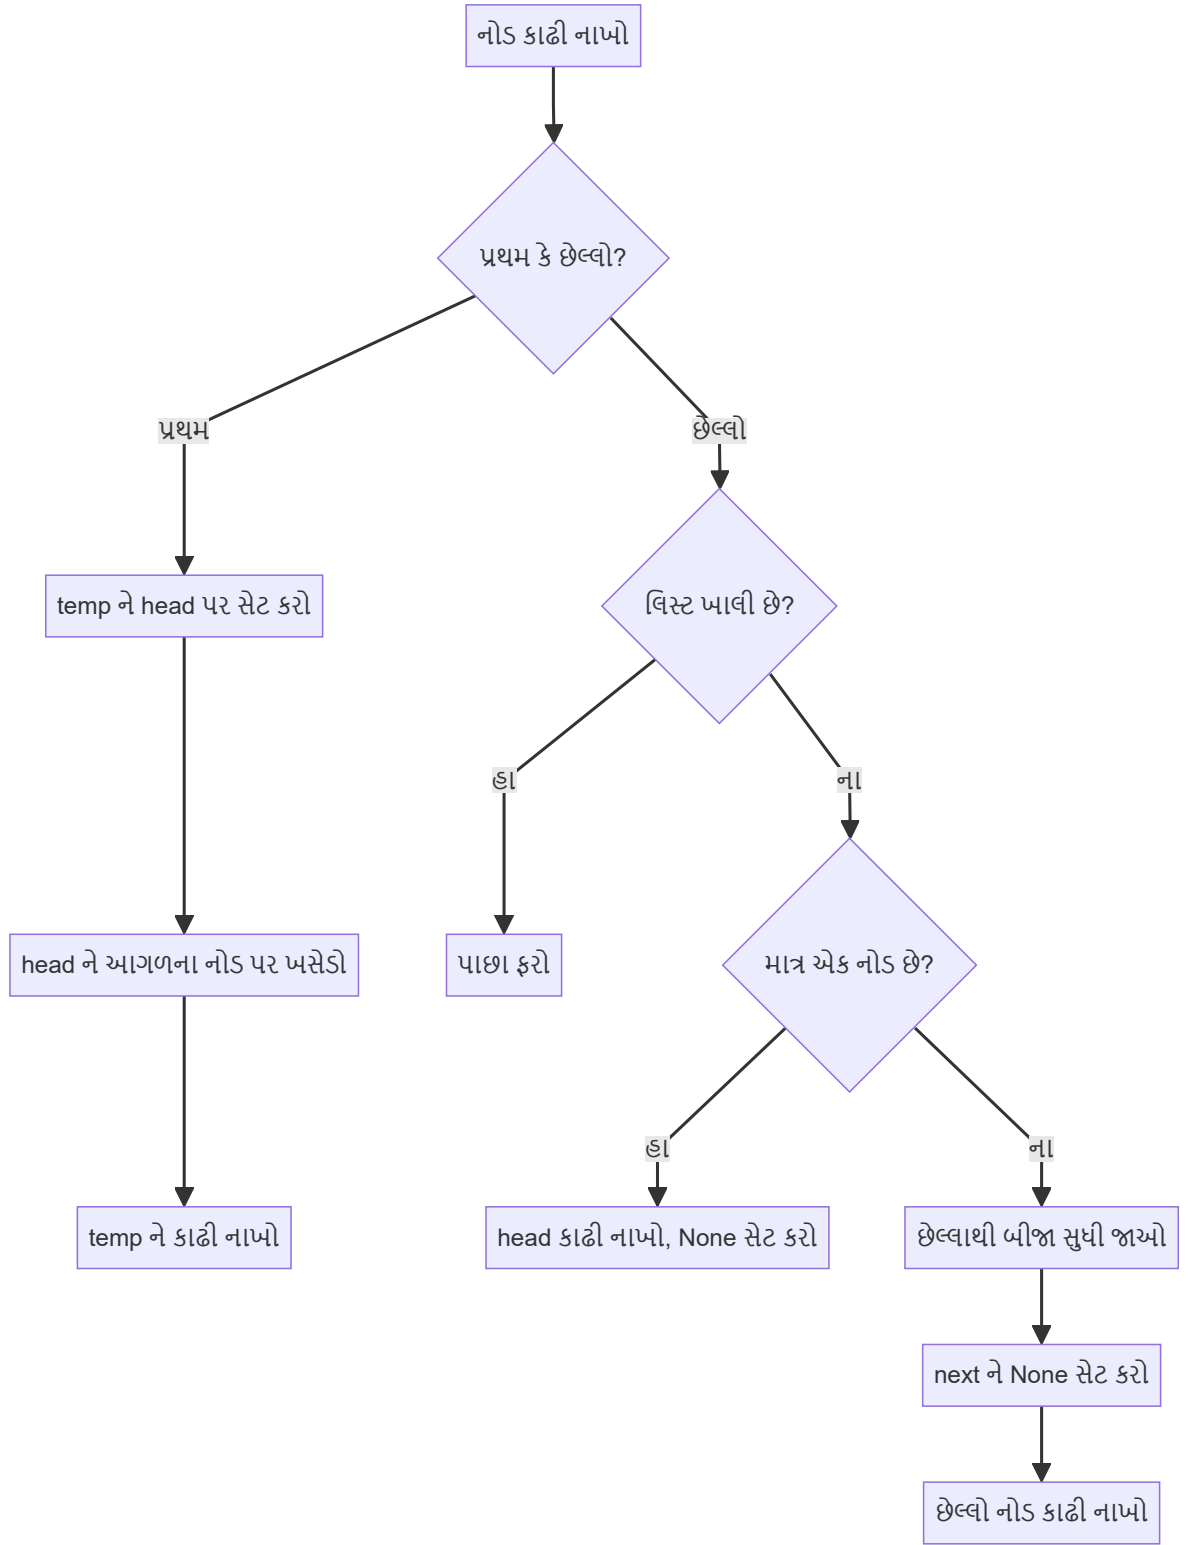 નોડ કાઢી નાખો
પ્રથમ કે છેલ્લો?
પ્રથમ
છેલ્લો
temp ને head પર સેટ કરો
લિસ્ટ ખાલી છે?
હા
ના
head ને આગળના નોડ પર ખસેડો
પાછા ફરો
માત્ર એક નોડ છે?
હા
ના
temp ને કાઢી નાખો
head કાઢી નાખો, None સેટ કરો
છેલ્લાથી બીજા સુધી જાઓ
next ને None સેટ કરો
છેલ્લો નોડ કાઢી નાખો